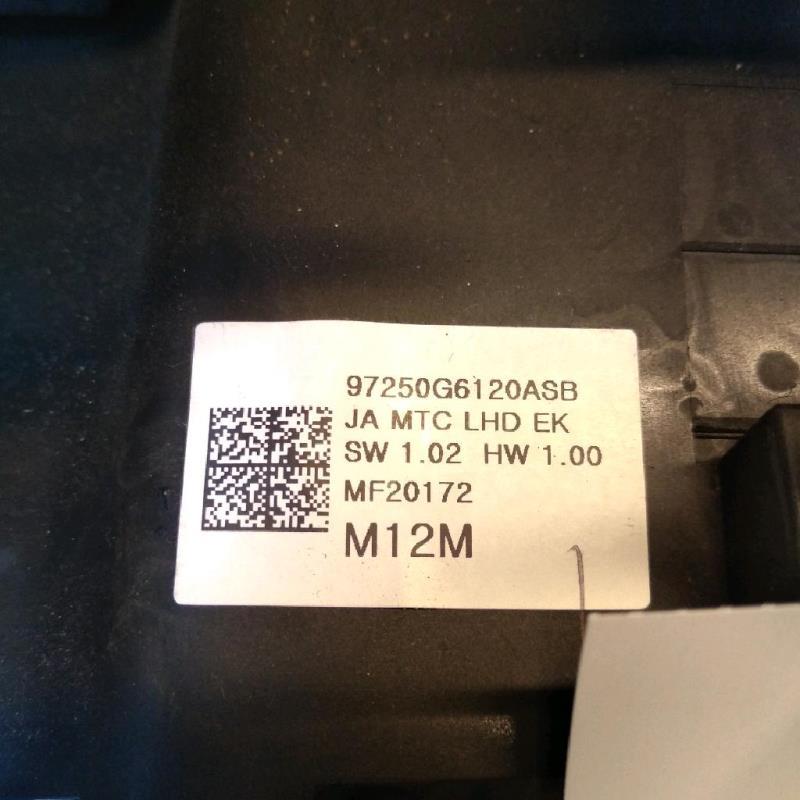 97250G6120ASB
JA MTC LHD EK
SW 1.02 HW 1.00
MF20172
M12M